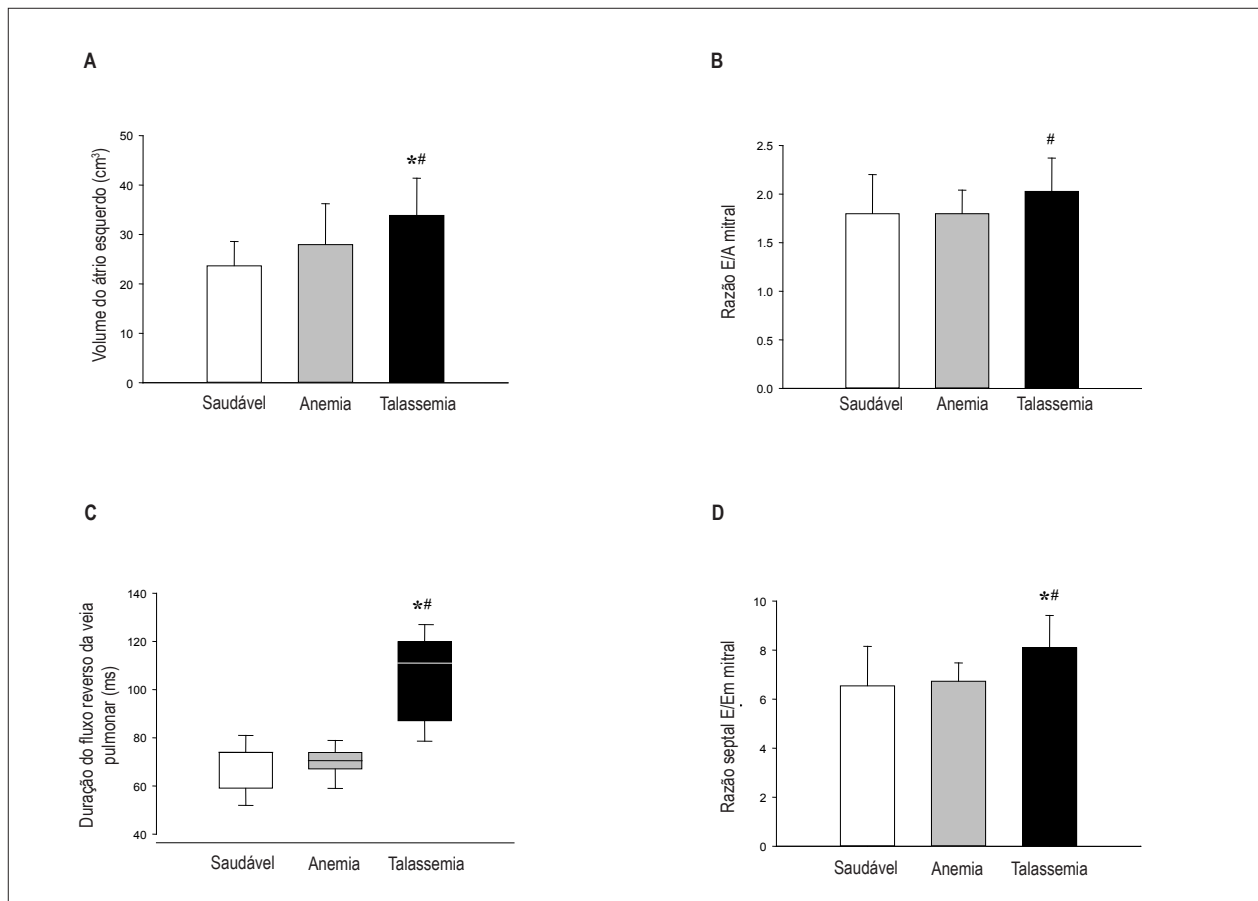 A
Volume do átrio esquerdo (cm³)
50
40
30
20
10
0
*#
Saudável Anemia Talassemia
B
Razão E/A mitral
2.5
2.0
1.5
1.0
0.5
0.0
#
Saudável Anemia Talassemia
C
Duração do fluxo reverso da veia
pulmonar (ms)
140
120
100
80
60
40
*#
Saudável Anemia Talassemia
D
Razão septal E/Em mitral
10
8
6
4
2
0
*#
Saudável Anemia Talassemia